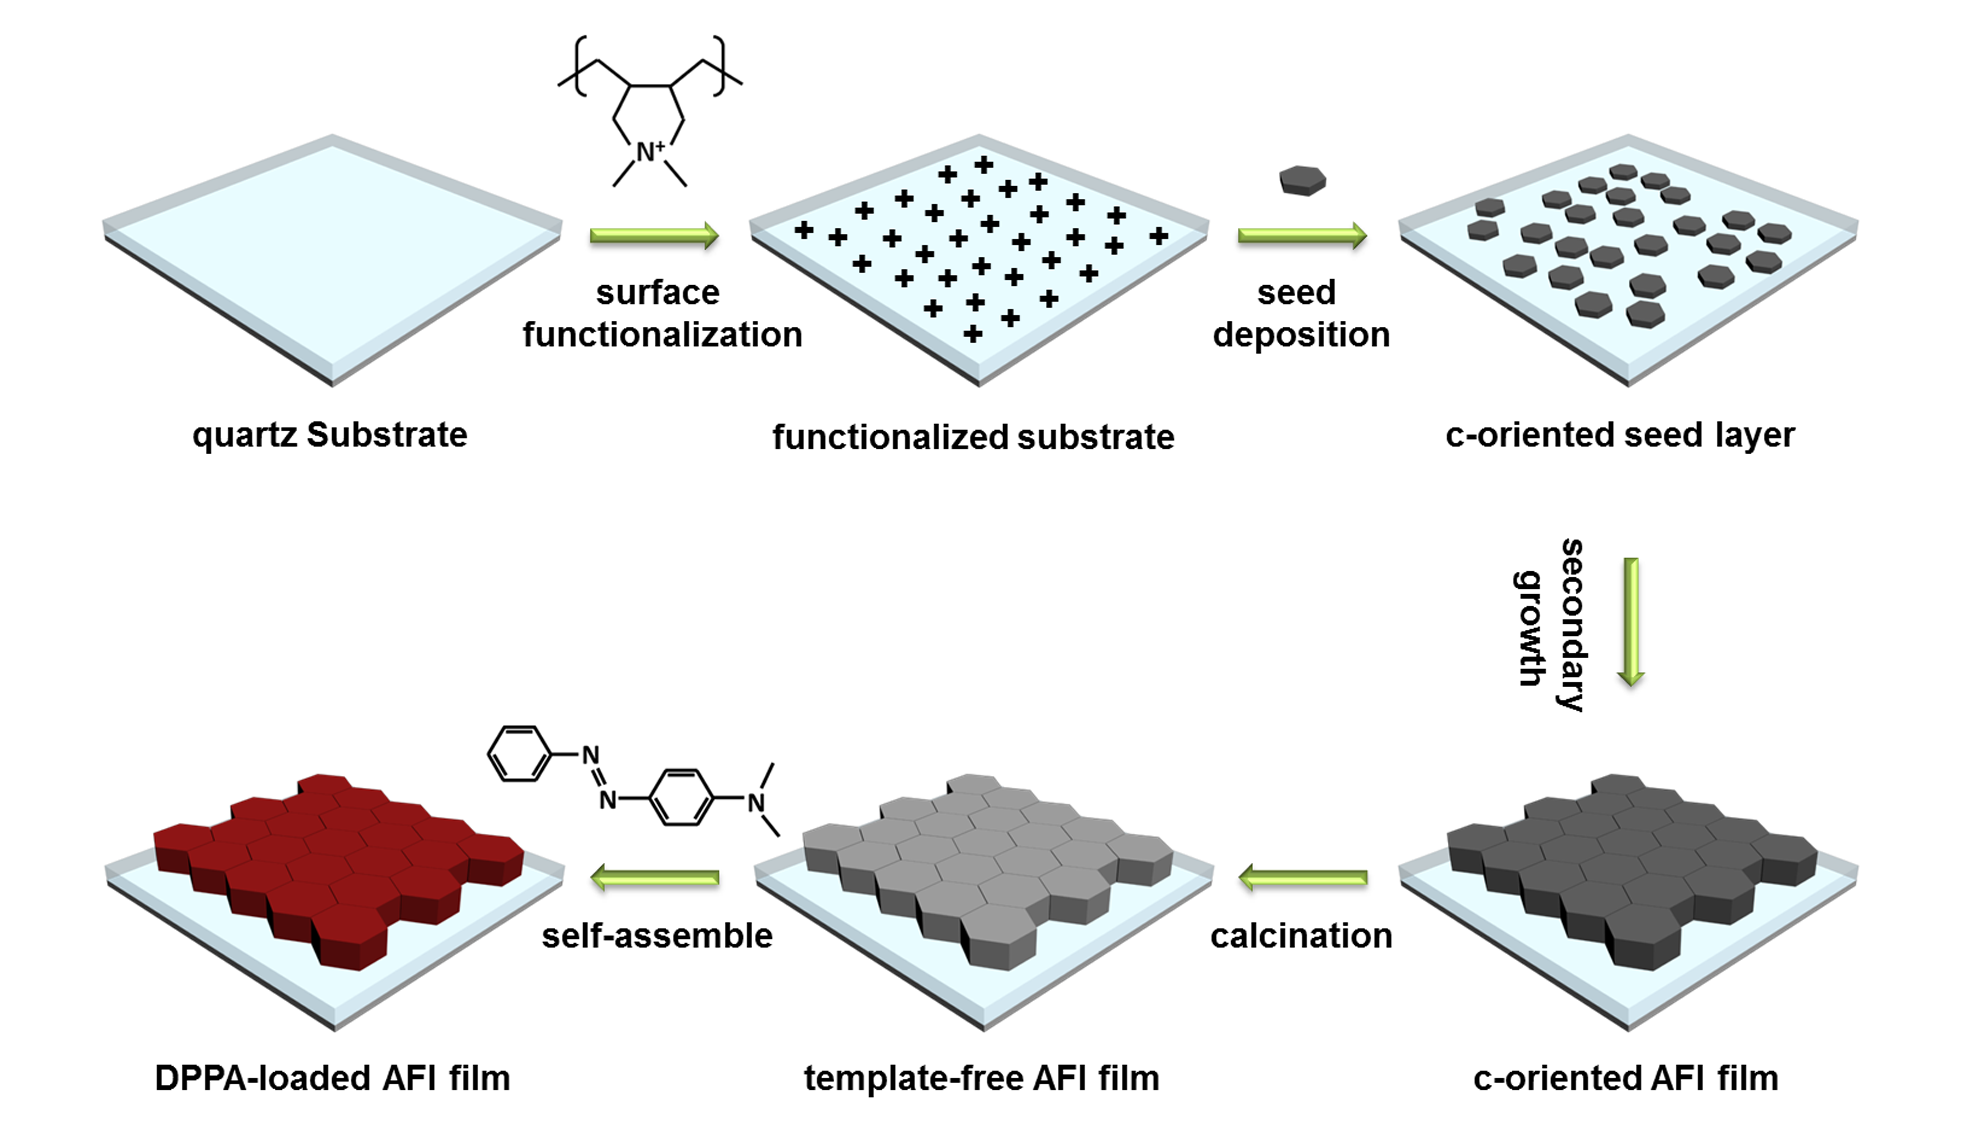 N+
surface
functionalization
seed
deposition
quartz Substrate
functionalized substrate
c-oriented seed layer
secondary
growth
N
N
N
self-assemble
calcination
DPPA-loaded AFI film
template-free AFI film
c-oriented AFI film